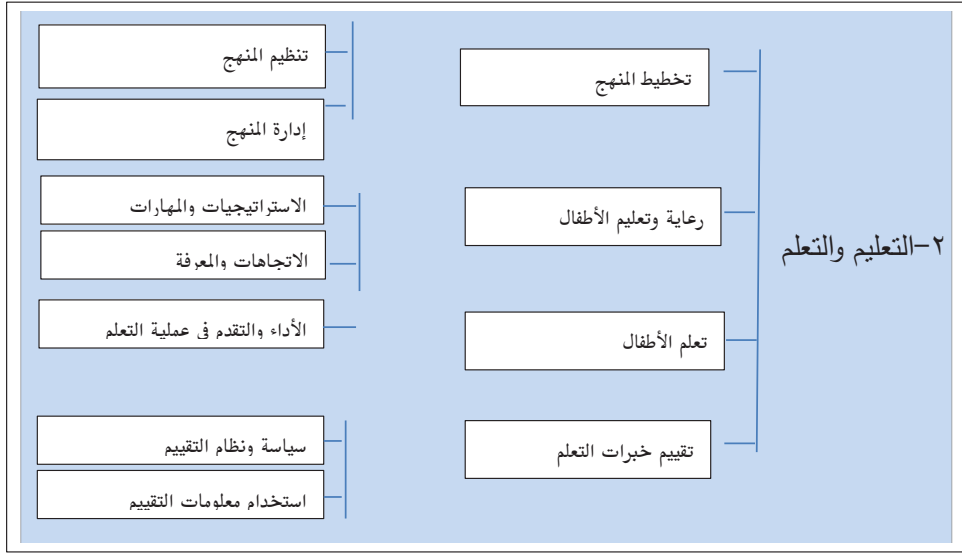 ٢-التعليم والتعلم
تخطيط المنهج
تنظيم المنهج
إدارة المنهج
رعاية وتعليم الأطفال
الاستراتيجيات والمهارات
الاتجاهات والمعرفة
تعلم الأطفال
الأداء والتقدم في عملية التعلم
تقييم خبرات التعلم
سياسة ونظام التقييم
استخدام معلومات التقييم